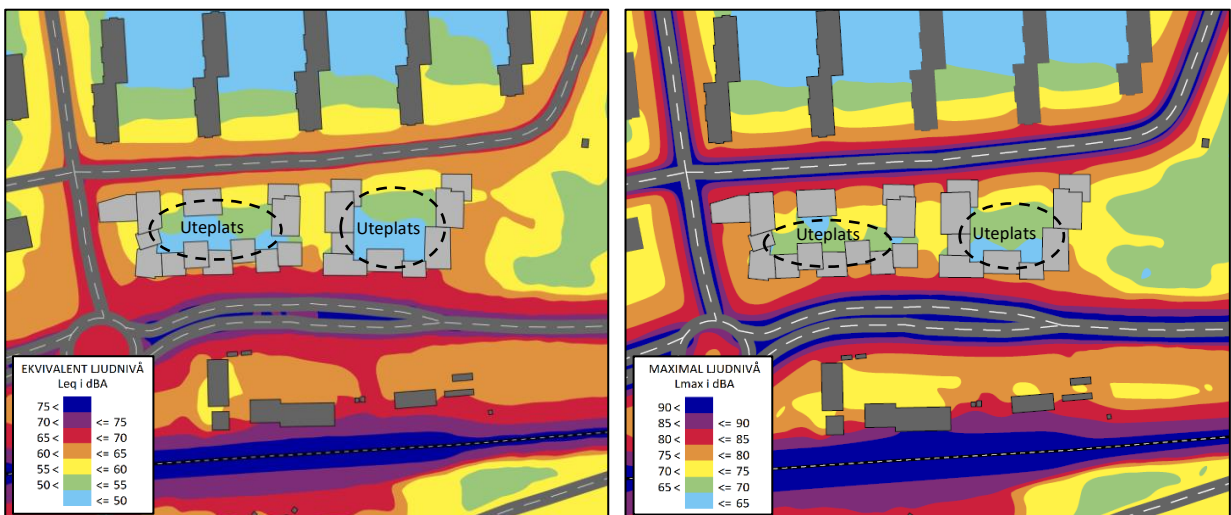 Uteplats
Uteplats
EKVIVALENT LJUDNIVÅ
Leq i dBA
75 <
70 < <= 75
65 < <= 70
60 < <= 65
55 < <= 60
50 < <= 55
<= 50
Uteplats
Uteplats
MAXIMAL LJUDNIVÅ
Lmax i dBA
90 <
85 < <= 90
80 < <= 85
75 < <= 80
70 < <= 75
65 < <= 70
<= 65